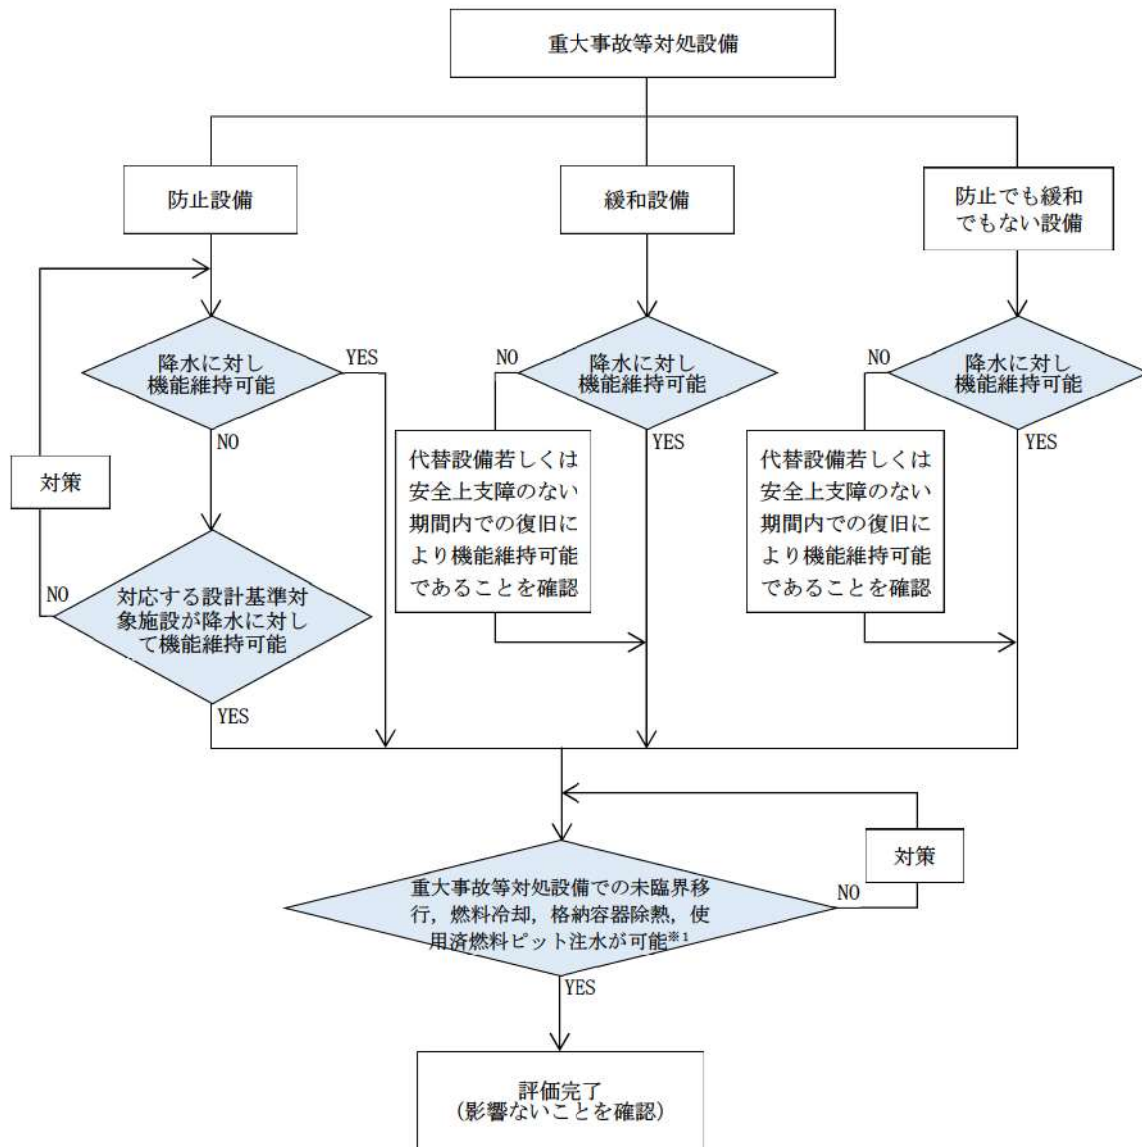 重大事故等対処設備
防止設備
緩和設備
防止でも緩和
でもない設備
降水に対し
機能維持可能
YES
NO
降水に対し
機能維持可能
NO
YES
降水に対し
機能維持可能
NO
YES
対策
代替設備若しくは
安全上支障のない
期間内での復旧に
より機能維持可能
であることを確認
代替設備若しくは
安全上支障のない
期間内での復旧に
より機能維持可能
であることを確認
NO
対応する設計基準対
象施設が降水に対し
て機能維持可能
YES
対策
重大事故等対処設備での未臨界移
行，燃料冷却，格納容器除熱，使
用済燃料ピット注水が可能※1
NO
YES
評価完了
（影響ないことを確認）